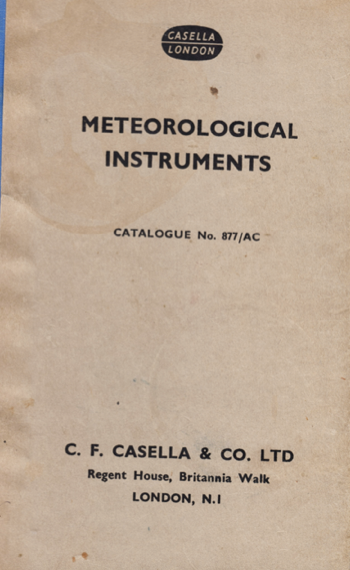 CASELLA
LONDON
METEOROLOGICAL
INSTRUMENTS
CATALOGUE No. 877/AC
C. F. CASELLA & CO. LTD
Regent House, Britannia Walk
LONDON, N.1